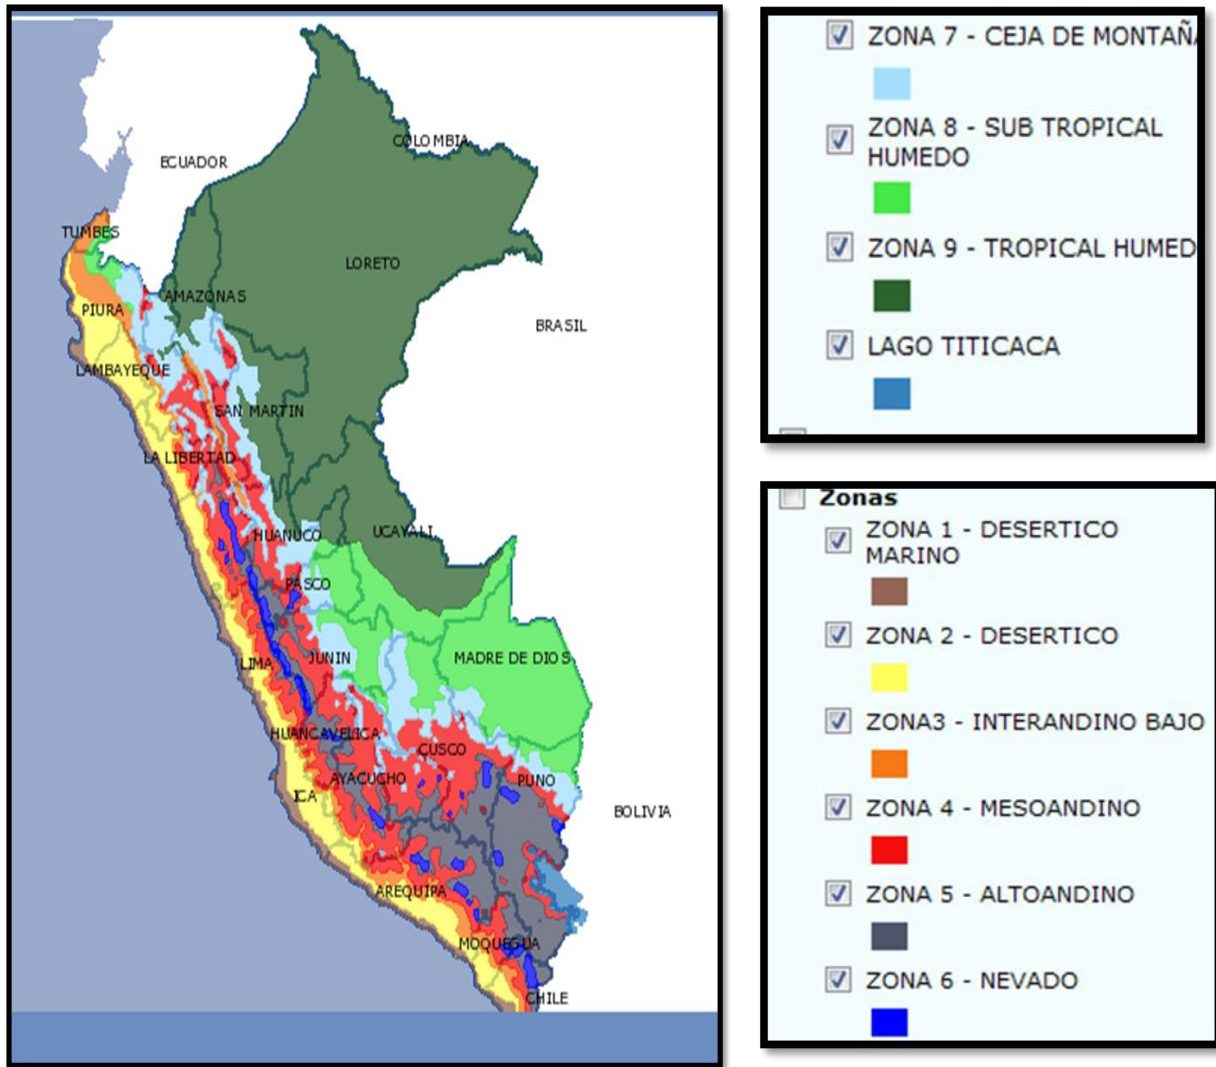 COLOMBIA
ECUADOR
TUMBES
LORETO
AMAZONAS
PIURA
BRASIL
LAMBAYEQUE
SAN MARTIN
LA LIBERTAD
HUANUCO
UCAYALI
PASCO
LIMA
JUNIN
MADRE DE DIOS
HUANCAVELICA
CUSCO
AYACUCHO
PUNO
ICA
BOLIVIA
AREQUIPA
MOQUEGUA
CHILE
ZONA 7 - CEJA DE MONTAÑ
ZONA 8 - SUB TROPICAL
HUMEDO
ZONA 9 - TROPICAL HUMED
LAGO TITICACA
Zonas
ZONA 1 - DESERTICO
MARINO
ZONA 2 - DESERTICO
ZONA3 - INTERANDINO BAJO
ZONA 4 - MESOANDINO
ZONA 5 - ALTOANDINO
ZONA 6 - NEVADO